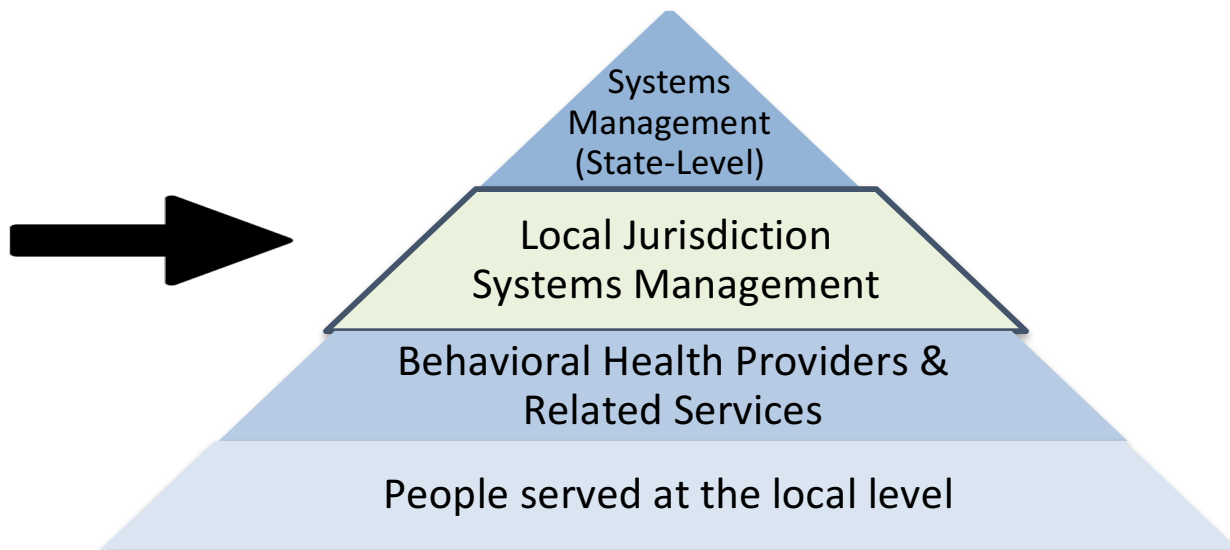 Systems
Management
(State-Level)
Local Jurisdiction
Systems Management
Behavioral Health Providers &
Related Services
People served at the local level